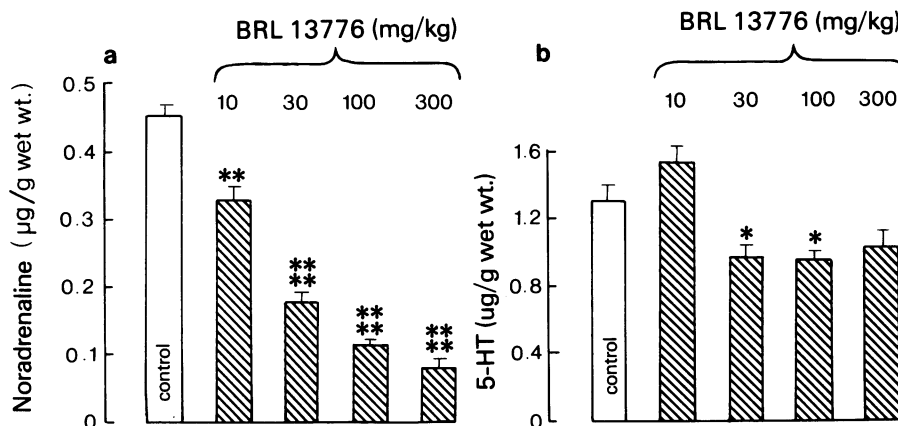 a
BRL 13776 (mg/kg)
10 30 100 300
Noradrenaline (µg/g wet wt.)
0.5
0.4
0.3
0.2
0.1
0
control
**
**
**
**
**
**
**
b
BRL 13776 (mg/kg)
10 30 100 300
5-HT (ug/g wet wt.)
1.6
1.2
0.8
0.4
0
control
*
*